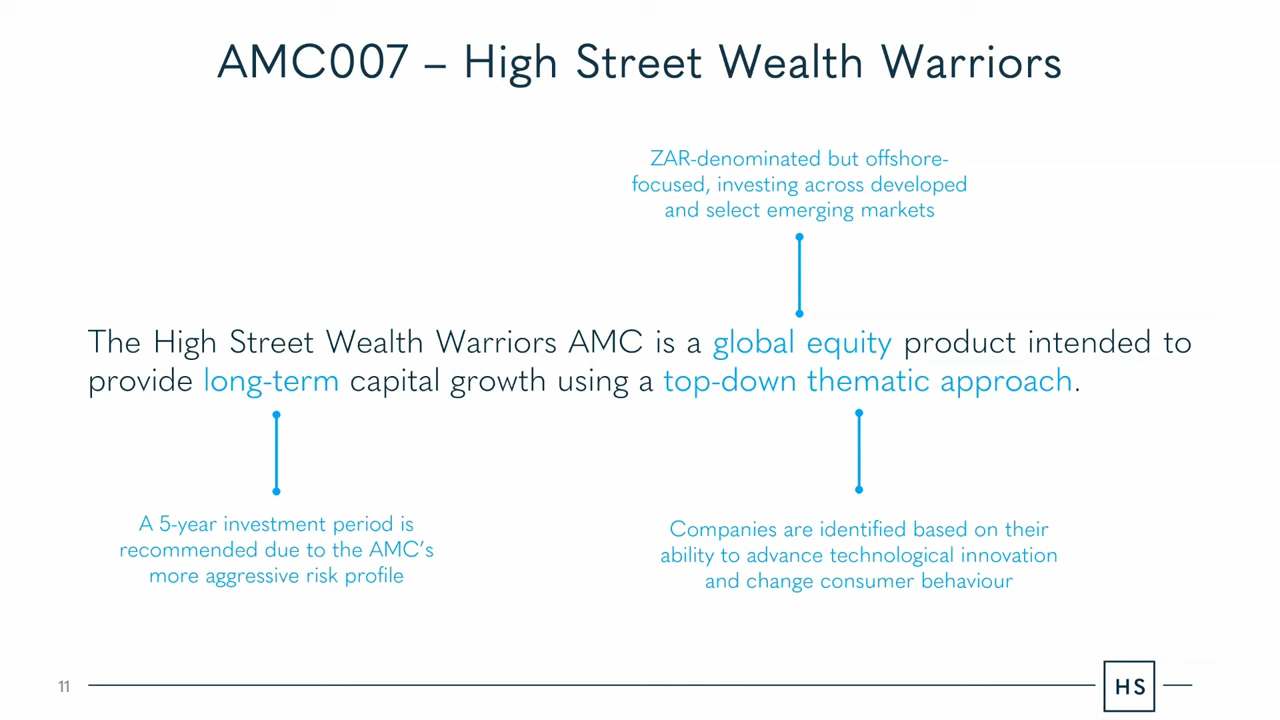 AMC007 – High Street Wealth Warriors
ZAR-denominated but offshore-
focused, investing across developed
and select emerging markets
The High Street Wealth Warriors AMC is a global equity product intended to
provide long-term capital growth using a top-down thematic approach.
A 5-year investment period is
recommended due to the AMC's
more aggressive risk profile
Companies are identified based on their
ability to advance technological innovation
and change consumer behaviour
11
HS